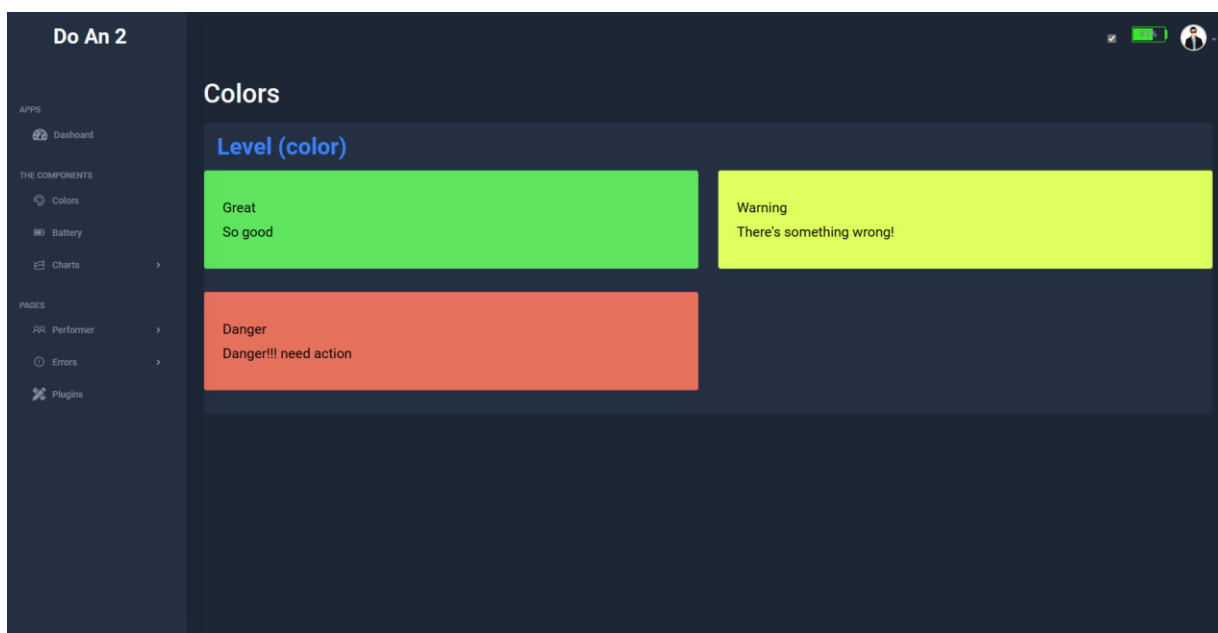 Do An 2
Colors
APPS
Dashoard
Level (color)
THE COMPONENTS
Colors
Battery
Charts
Great
So good
Warning
There's something wrong!
PAGES
Performer
Errors
Plugins
Danger
Danger!!! need action